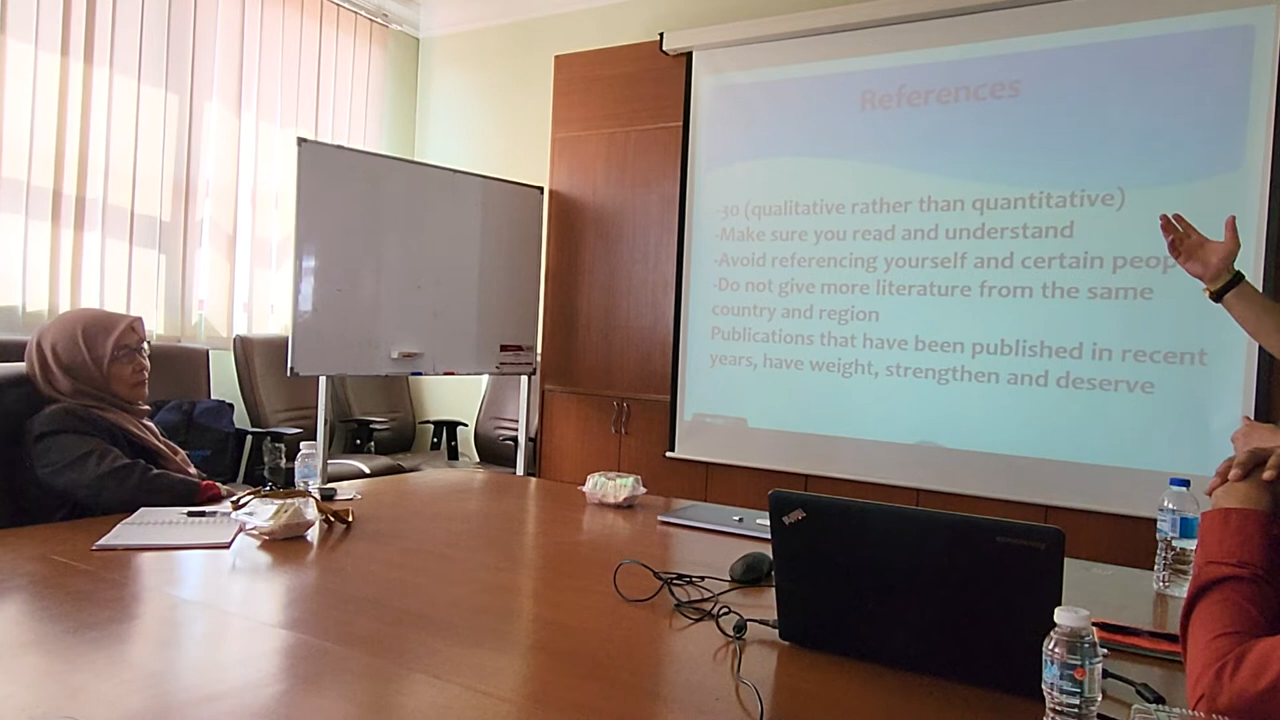 References
-30 (qualitative rather than quantitative)
-Make sure you read and understand
-Avoid referencing yourself and certain peop
-Do not give more literature from the same
country and region
Publications that have been published in recent
years, have weight, strengthen and deserve